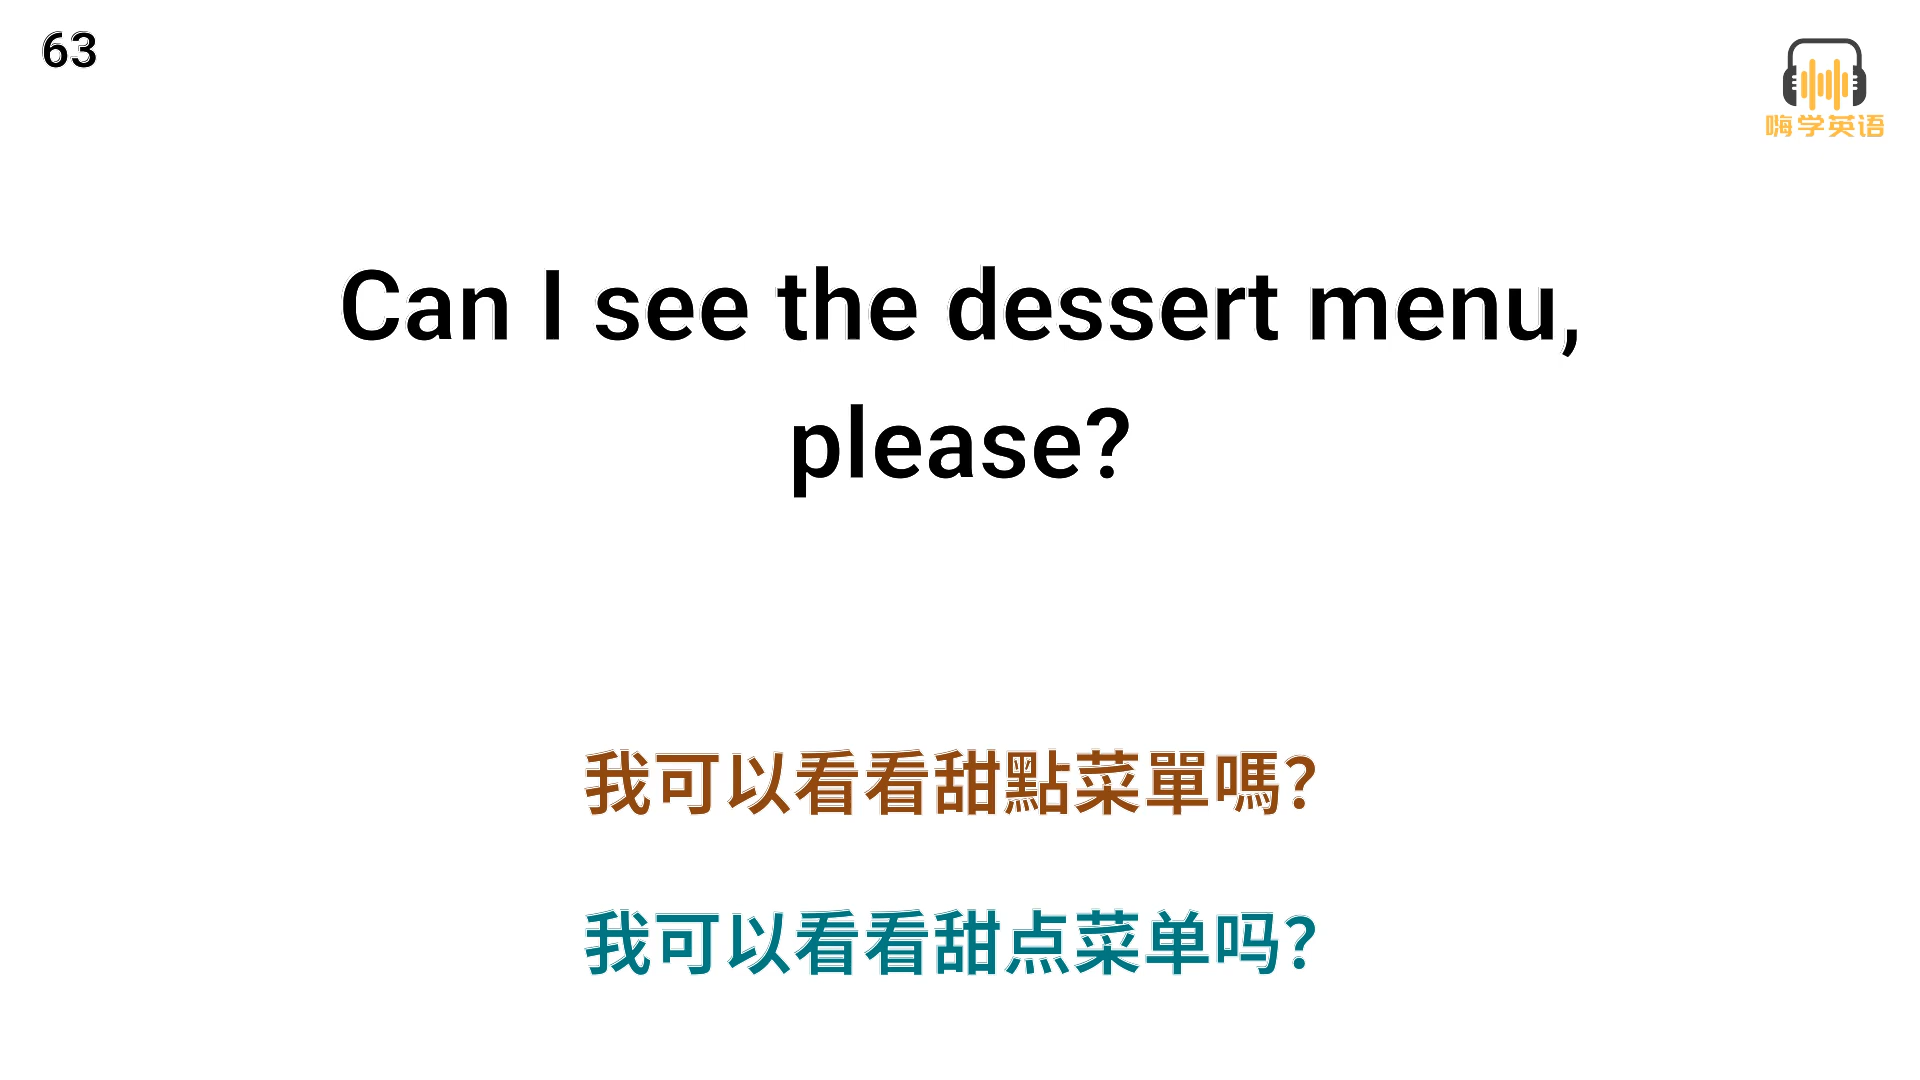 63
嗨学英语
Can I see the dessert menu,
please?
我可以看看甜點菜單嗎?
我可以看看甜点菜单吗?